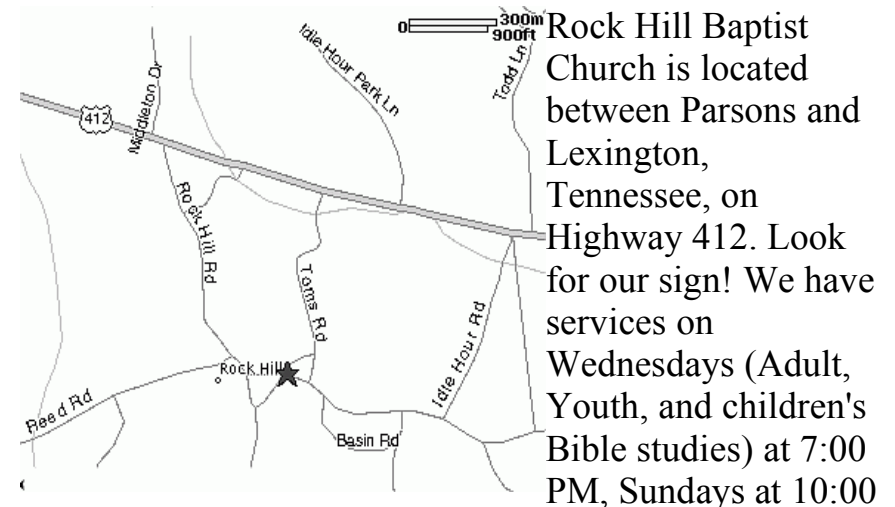 300m
0
900ft
Idle Hour Park Ln
Todd Ln
Middleton Dr
412
Rock Hill Rd
Toms Rd
Idle Hour Rd
Rock Hill
Reed Rd
Basin Rd
Rock Hill Baptist
Church is located
between Parsons and
Lexington,
Tennessee, on
Highway 412. Look
for our sign! We have
services on
Wednesdays (Adult,
Youth, and children's
Bible studies) at 7:00
PM, Sundays at 10:00